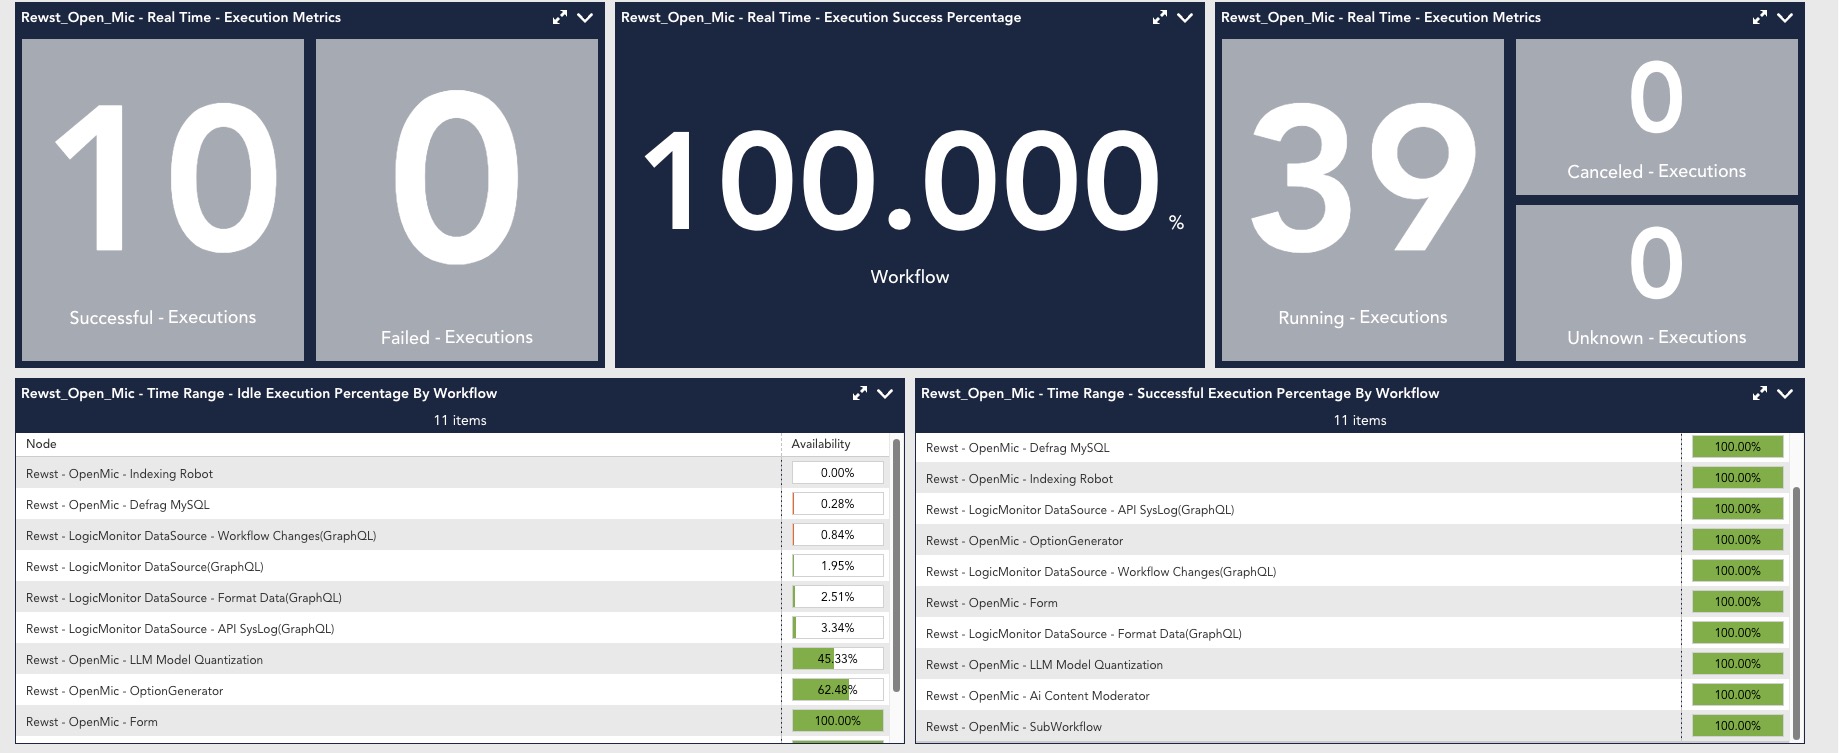 Rewst_Open_Mic - Real Time - Execution Metrics
10
Successful - Executions
0
Failed - Executions
Rewst_Open_Mic - Real Time - Execution Success Percentage
100.000 %
Workflow
Rewst_Open_Mic - Real Time - Execution Metrics
39
Running - Executions
0
Canceled - Executions
0
Unknown - Executions
Rewst_Open_Mic - Time Range - Idle Execution Percentage By Workflow
11 items
Node Availability
Rewst - OpenMic - Indexing Robot 0.00%
Rewst - OpenMic - Defrag MySQL 0.28%
Rewst - LogicMonitor DataSource - Workflow Changes(GraphQL) 0.84%
Rewst - LogicMonitor DataSource(GraphQL) 1.95%
Rewst - LogicMonitor DataSource - Format Data(GraphQL) 2.51%
Rewst - LogicMonitor DataSource - API SysLog(GraphQL) 3.34%
Rewst - OpenMic - LLM Model Quantization 45.33%
Rewst - OpenMic - OptionGenerator 62.48%
Rewst - OpenMic - Form 100.00%
Rewst_Open_Mic - Time Range - Successful Execution Percentage By Workflow
11 items
Rewst - OpenMic - Defrag MySQL 100.00%
Rewst - OpenMic - Indexing Robot 100.00%
Rewst - LogicMonitor DataSource - API SysLog(GraphQL) 100.00%
Rewst - OpenMic - OptionGenerator 100.00%
Rewst - LogicMonitor DataSource - Workflow Changes(GraphQL) 100.00%
Rewst - OpenMic - Form 100.00%
Rewst - LogicMonitor DataSource - Format Data(GraphQL) 100.00%
Rewst - OpenMic - LLM Model Quantization 100.00%
Rewst - OpenMic - Ai Content Moderator 100.00%
Rewst - OpenMic - SubWorkflow 100.00%